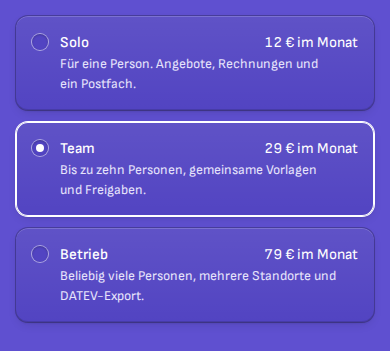 Solo 12 € im Monat
Für eine Person. Angebote, Rechnungen und
ein Postfach.
Team 29 € im Monat
Bis zu zehn Personen, gemeinsame Vorlagen
und Freigaben.
Betrieb 79 € im Monat
Beliebig viele Personen, mehrere Standorte und
DATEV-Export.